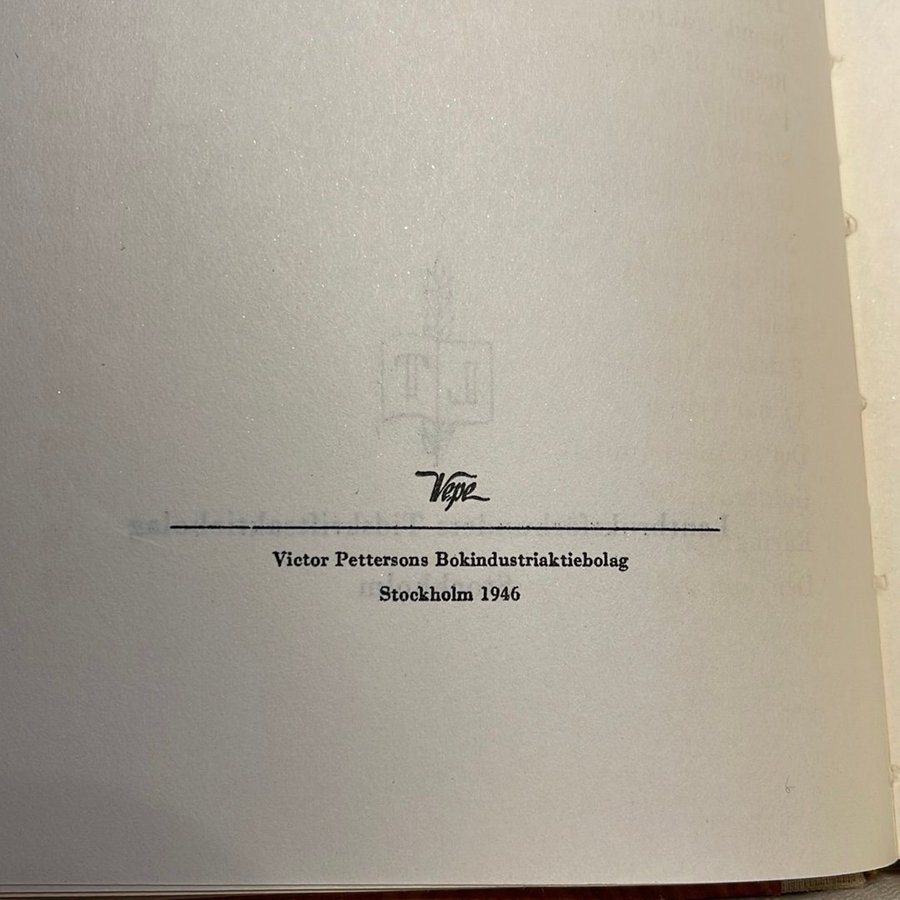 Vepe
Victor Pettersons Bokindustriaktiebolag
Stockholm 1946